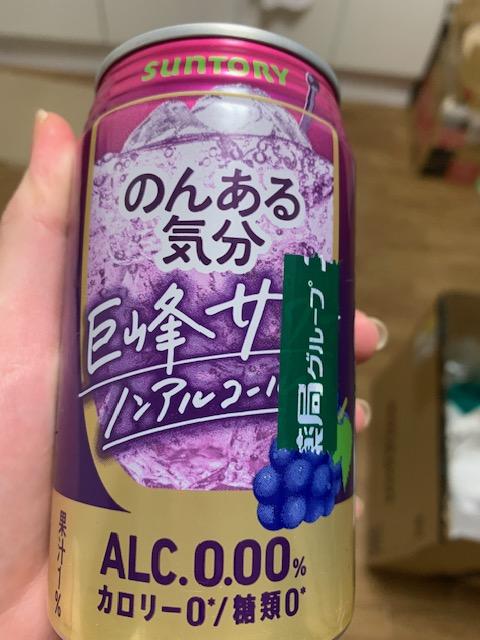 SUNTORY
のんある
気分
巨峰サ
ノンアルコール
薬局グループ
果汁1%
ALC. 0.00%
カロリー0*/糖類0*